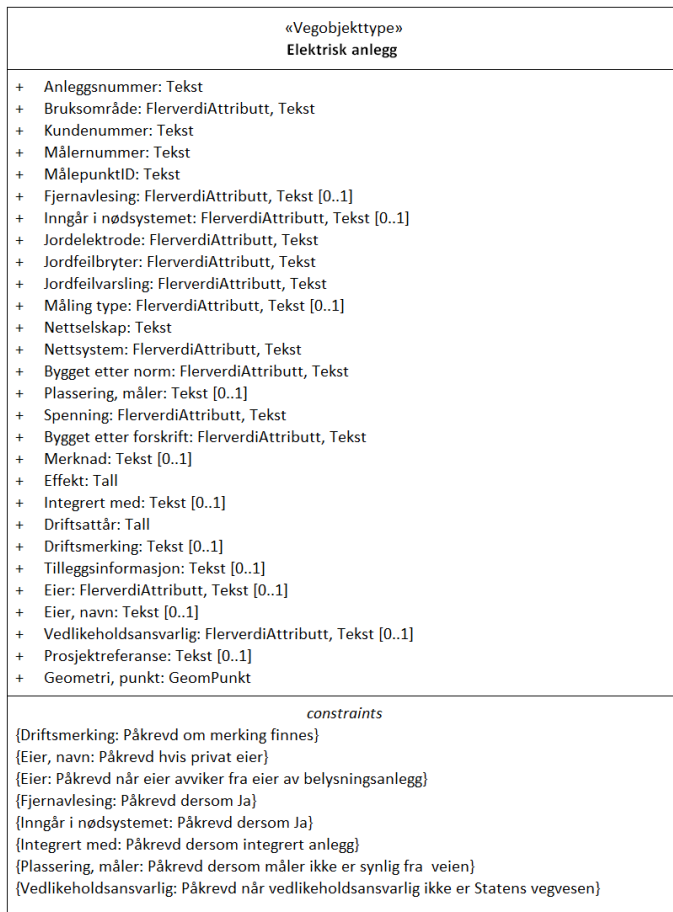 «Vegobjekttype»
Elektrisk anlegg
+ Anleggsnummer: Tekst
+ Bruksområde: FlerverdiAttributt, Tekst
+ Kundenummer: Tekst
+ Målernummer: Tekst
+ MålepunktID: Tekst
+ Fjernavlesing: FlerverdiAttributt, Tekst [0..1]
+ Inngår i nødsystemet: FlerverdiAttributt, Tekst [0..1]
+ Jordelektrode: FlerverdiAttributt, Tekst
+ Jordfeilbryter: FlerverdiAttributt, Tekst
+ Jordfeilvarsling: FlerverdiAttributt, Tekst
+ Måling type: FlerverdiAttributt, Tekst [0..1]
+ Nettselskap: Tekst
+ Nettsystem: FlerverdiAttributt, Tekst
+ Bygget etter norm: FlerverdiAttributt, Tekst
+ Plassering, måler: Tekst [0..1]
+ Spenning: FlerverdiAttributt, Tekst
+ Bygget etter forskrift: FlerverdiAttributt, Tekst
+ Merknad: Tekst [0..1]
+ Effekt: Tall
+ Integrert med: Tekst [0..1]
+ Driftsattår: Tall
+ Driftsmerking: Tekst [0..1]
+ Tilleggsinformasjon: Tekst [0..1]
+ Eier: FlerverdiAttributt, Tekst [0..1]
+ Eier, navn: Tekst [0..1]
+ Vedlikeholdsansvarlig: FlerverdiAttributt, Tekst [0..1]
+ Prosjektreferanse: Tekst [0..1]
+ Geometri, punkt: GeomPunkt
constraints
{Driftsmerking: Påkrevd om merking finnes}
{Eier, navn: Påkrevd hvis privat eier}
{Eier: Påkrevd når eier avviker fra eier av belysningsanlegg}
{Fjernavlesing: Påkrevd dersom Ja}
{Inngår i nødsystemet: Påkrevd dersom Ja}
{Integrert med: Påkrevd dersom integrert anlegg}
{Plassering, måler: Påkrevd dersom måler ikke er synlig fra  veien}
{Vedlikeholdsansvarlig: Påkrevd når vedlikeholdsansvarlig ikke er Statens vegvesen}